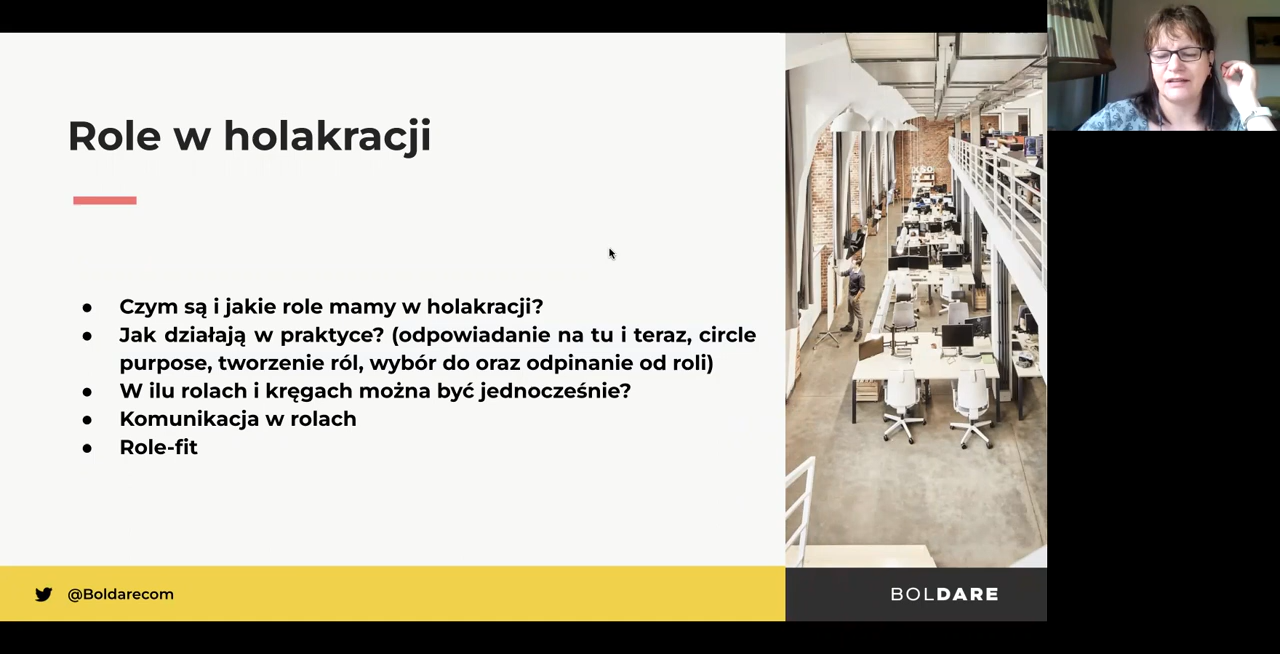 Role w holakracji
● Czym są i jakie role mamy w holakracji?
● Jak działają w praktyce? (odpowiadanie na tu i teraz, circle
purpose, tworzenie ról, wybór do oraz odpinanie od roli)
● W ilu rolach i kręgach można być jednocześnie?
● Komunikacja w rolach
● Role-fit
@Boldarecom
BOLDARE